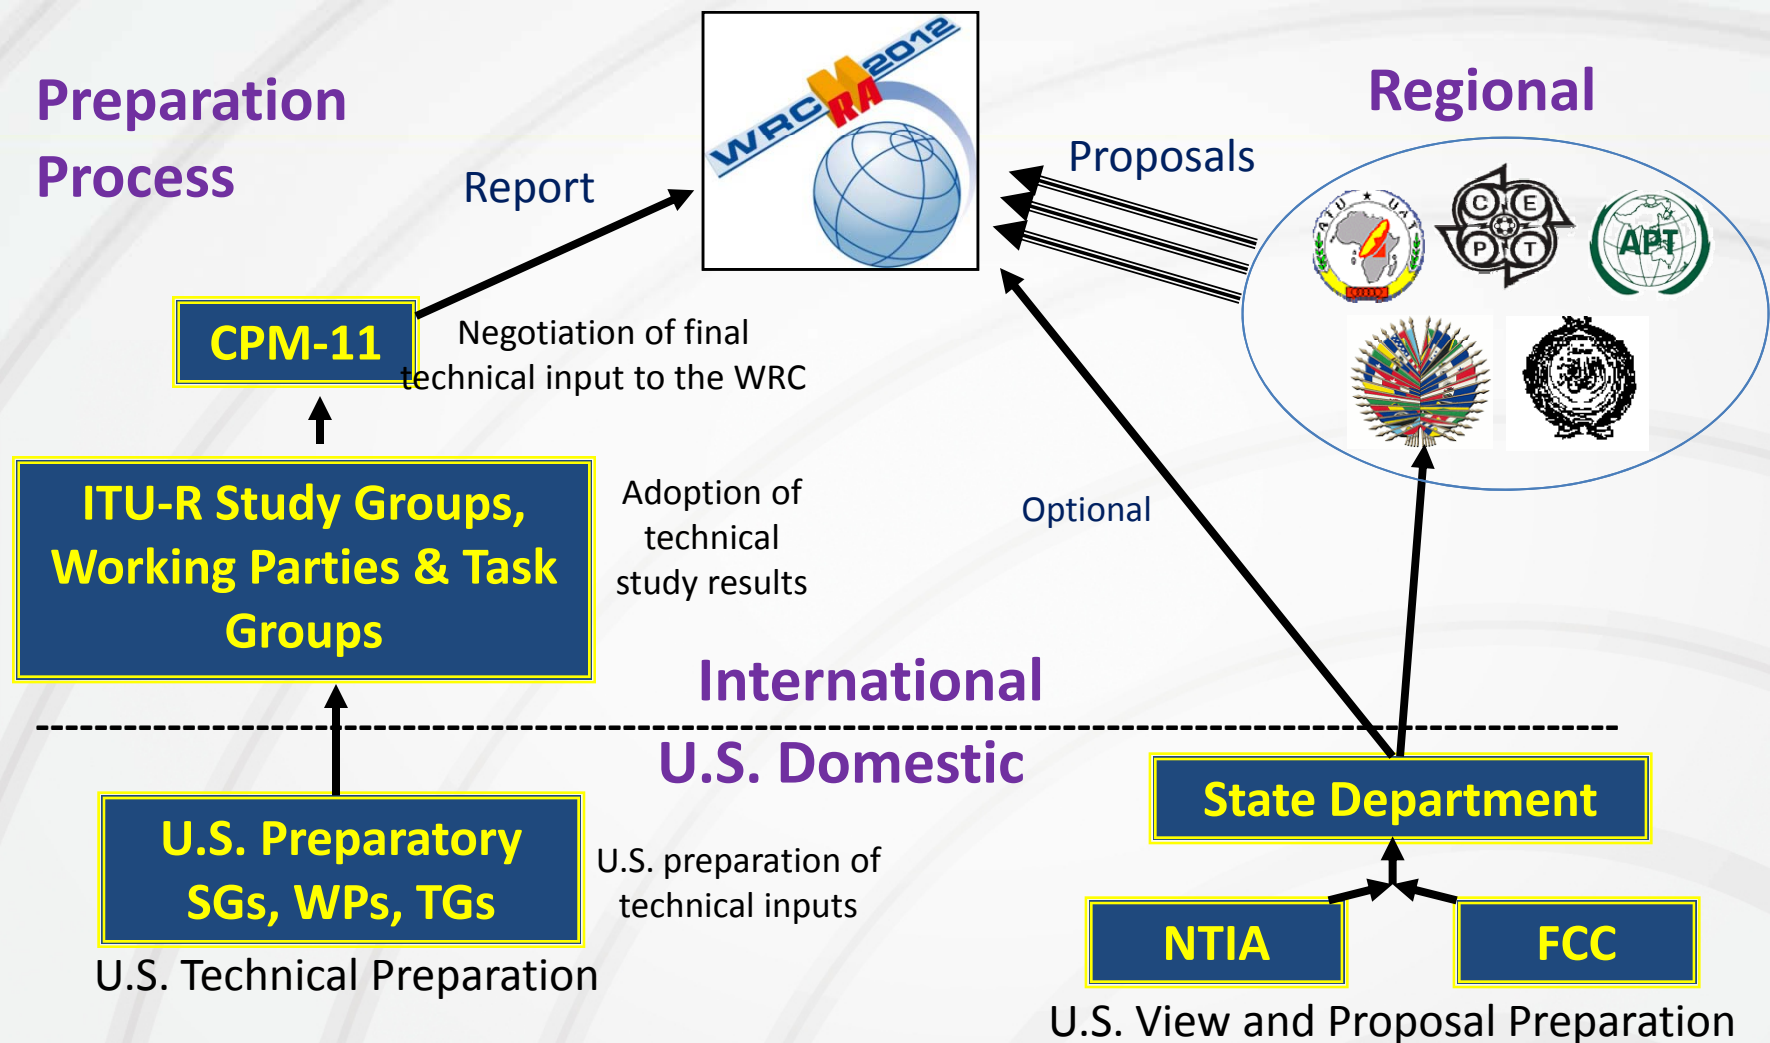 Preparation
Process
Report
WRC RA 2012
Proposals
Regional
ATU ★ UAT
C E
P T
APT
CPM-11
Negotiation of final
technical input to the WRC
ITU-R Study Groups,
Working Parties & Task
Groups
Adoption of
technical
study results
Optional
International
U.S. Domestic
U.S. Preparatory
SGs, WPs, TGs
U.S. preparation of
technical inputs
U.S. Technical Preparation
State Department
NTIA
FCC
U.S. View and Proposal Preparation